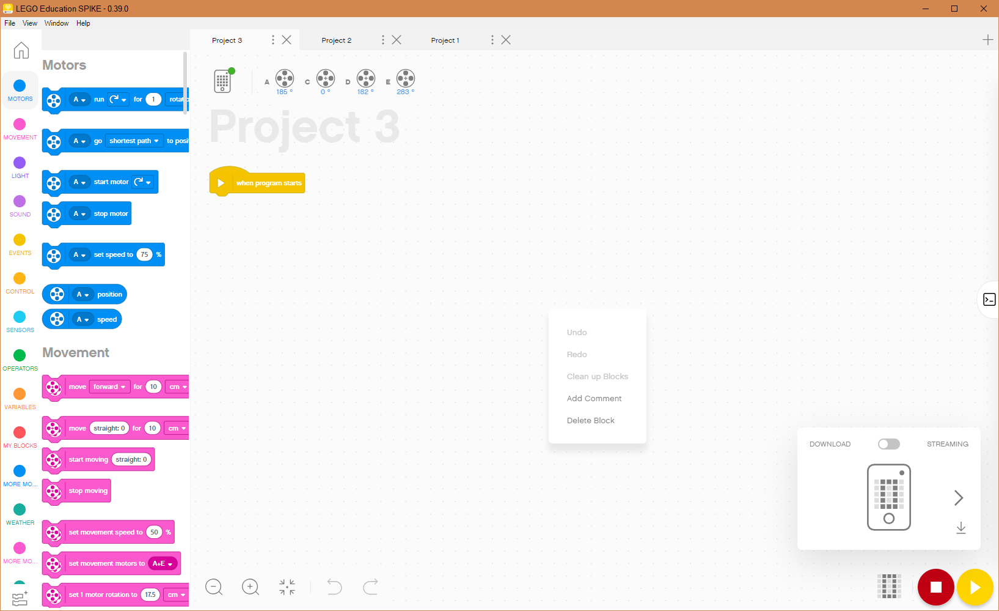 LEGO Education SPIKE - 0.39.0
File View Window Help
Project 3
Project 2
Project 1
MOTORS
MOVEMENT
LIGHT
SOUND
EVENTS
CONTROL
SENSORS
OPERATORS
VARIABLES
MY BLOCKS
MORE MO...
WEATHER
MORE MO...
Motors
A run for 1 rotatio
A go shortest path to posi
A start motor
A stop motor
A set speed to 75 %
A position
A speed
Movement
move forward for 10 cm
move straight: 0 for 10 cm
start moving straight: 0
stop moving
set movement speed to 50 %
set movement motors to A+E
set 1 motor rotation to 17.5 cm
A 185 °
C 0 °
D 182 °
E 283 °
Project 3
when program starts
Undo
Redo
Clean up Blocks
Add Comment
Delete Block
DOWNLOAD STREAMING